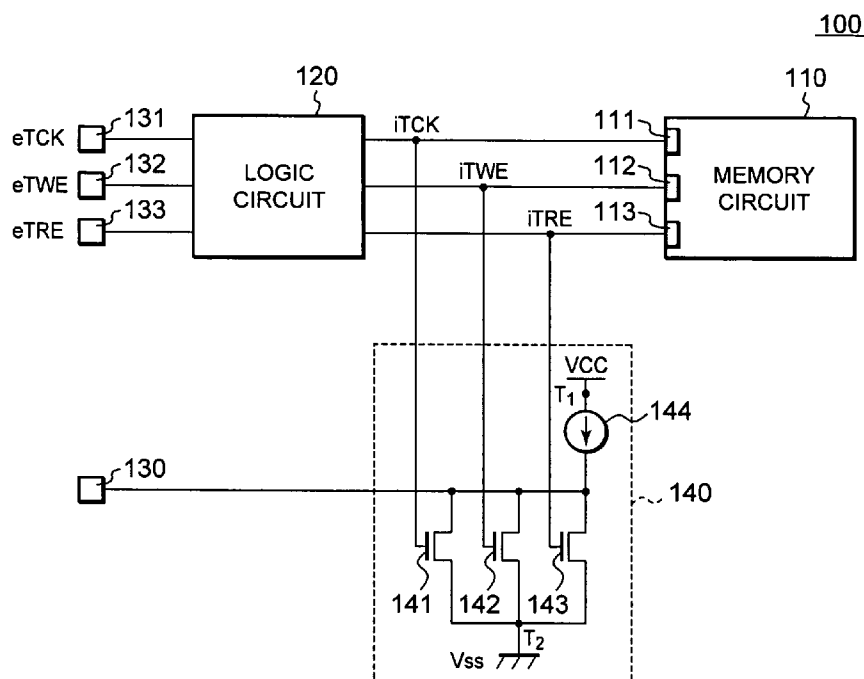 100
120
110
eTCK
131
iTCK
111
eTWE
132
LOGIC
CIRCUIT
iTWE
112
MEMORY
CIRCUIT
eTRE
133
iTRE
113
VCC
T1
144
130
140
141
142
143
T2
Vss